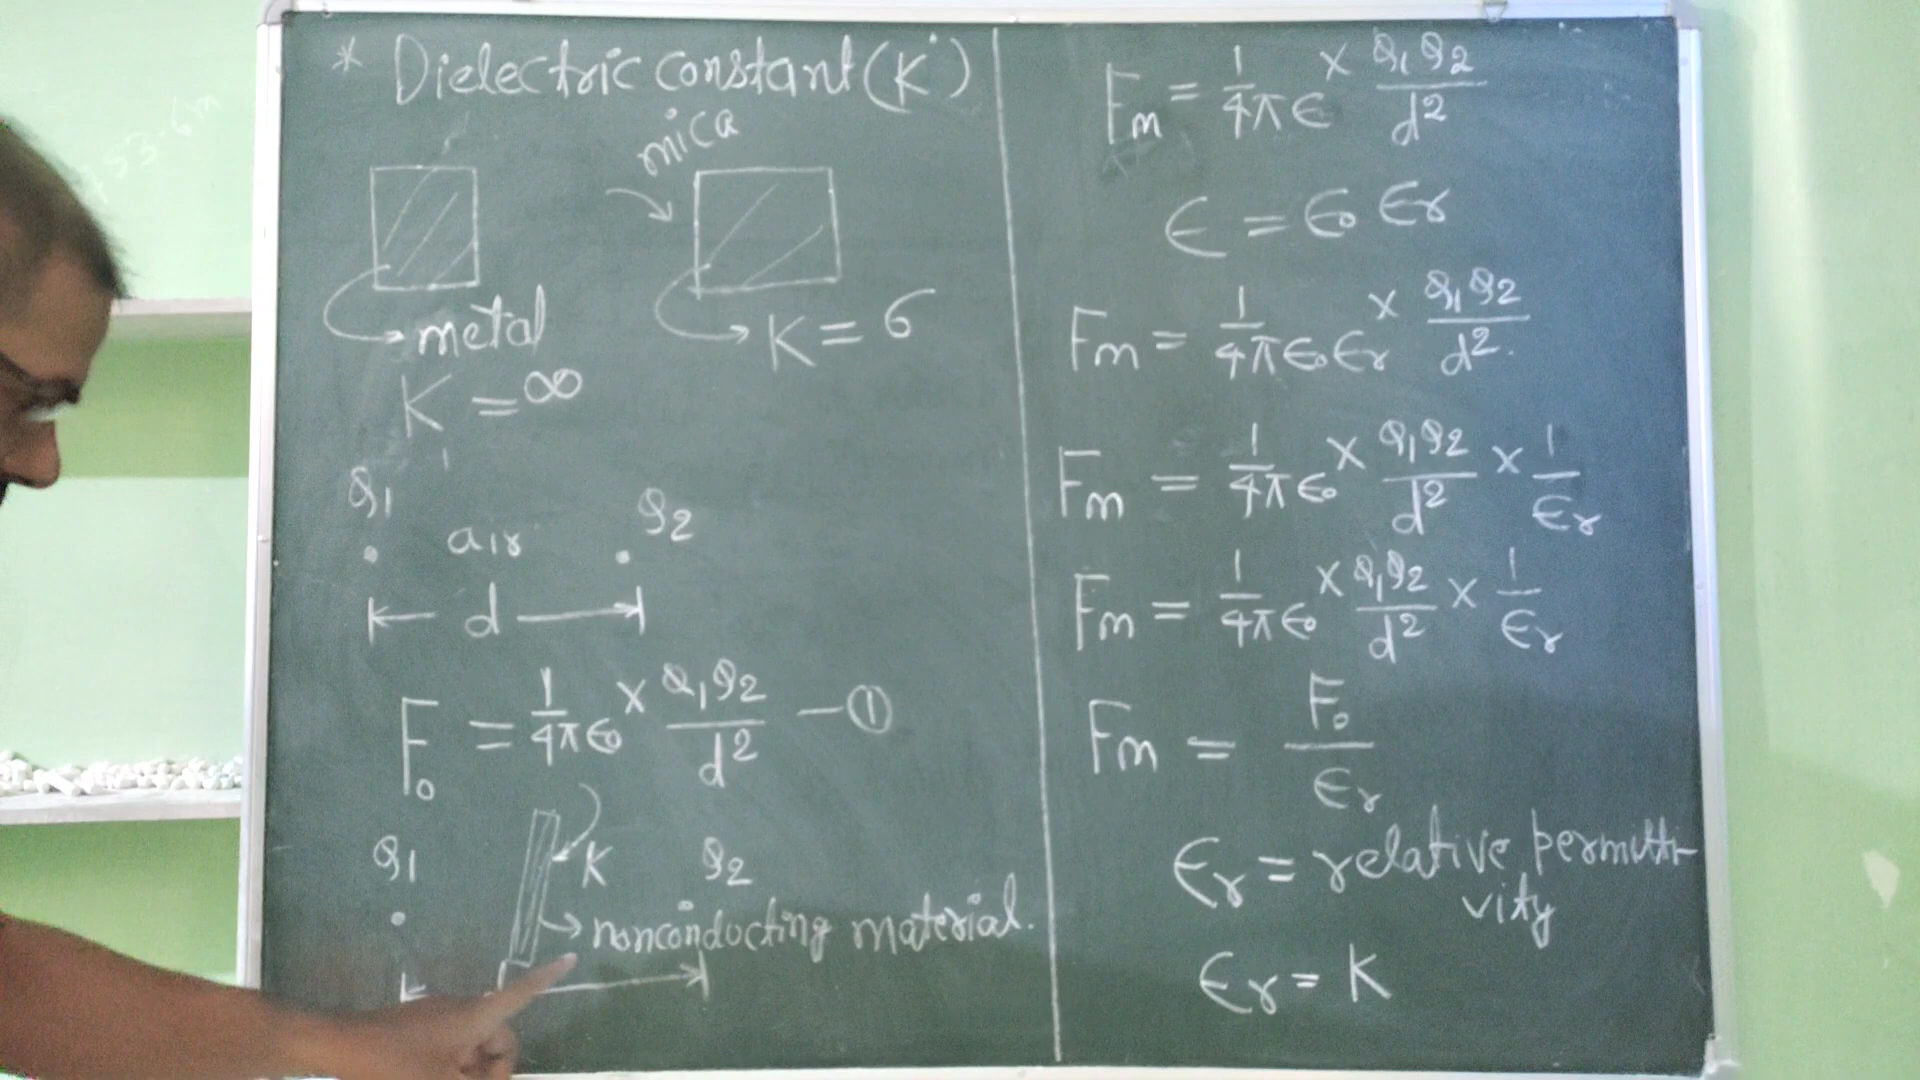 * Dielectric constant (K)
mica
metal
K = 6
K = ∞
Q1 air Q2
d
F₀ = 1/4πϵ₀ × Q₁Q₂/d² — ①
Q1 K Q2
nonconducting material.
Fm = 1/4πϵ × Q₁Q₂/d²
ϵ = ϵ₀ ϵr
Fm = 1/4πϵ₀ϵr × Q₁Q₂/d².
Fm = 1/4πϵ₀ × Q₁Q₂/d² × 1/ϵr
Fm = 1/4πϵ₀ × Q₁Q₂/d² × 1/ϵr
Fm = F₀/ϵr
ϵr = relative permitti-
vity
ϵr = K